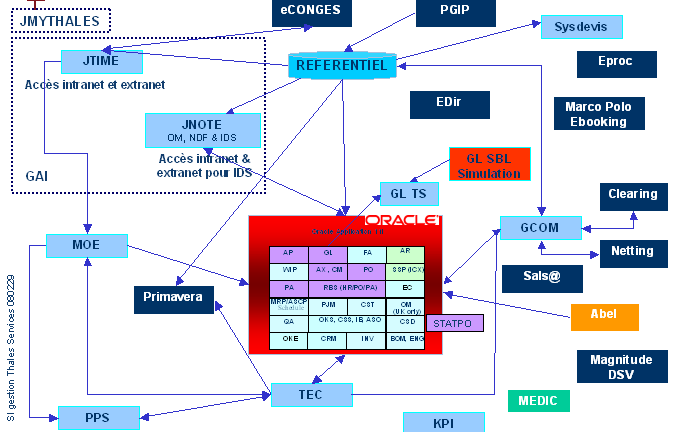 eCONGES
PGIP
JMYTHALES
Sysdevis
JTIME
REFERENTIEL
Eproc
Accès intranet et extranet
EDir
Marco Polo
Ebooking
JNOTE
OM, NDF & IDS
Accès intranet &
extranet pour IDS
GL SBL
Simulation
GAI
GL TS
Clearing
ORACLE
GCOM
MOE
Netting
AP
GL
FA
AR
WIP
AX , CM
PO
SSP (ICX)
Sals@
PA
RBS (HR/PO/PA)
EC
Primavera
MRP/ASCP
Schedule
PJM
CST
OM
(UK only)
Abel
QA
OKS, CSS, IB, ASO
CSD
STATPO
OKE
CRM
INV
BOM, ENG
Magnitude
DSV
TEC
MEDIC
PPS
KPI
SI gestion Thales Services 080229